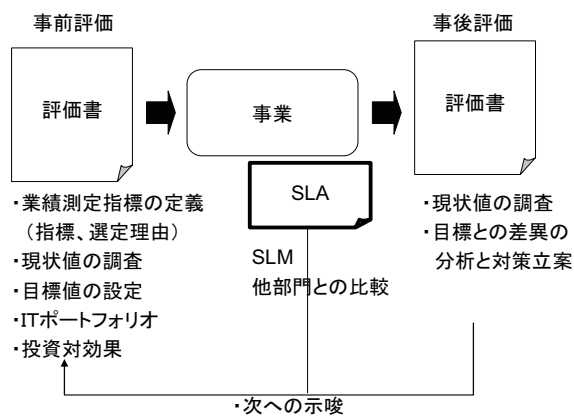 事前評価
事後評価
評価書
事業
評価書
SLA
・業績測定指標の定義
（指標、選定理由）
・現状値の調査
・目標値の設定
・ITポートフォリオ
・投資対効果
SLM
他部門との比較
・現状値の調査
・目標との差異の
分析と対策立案
・次への示唆